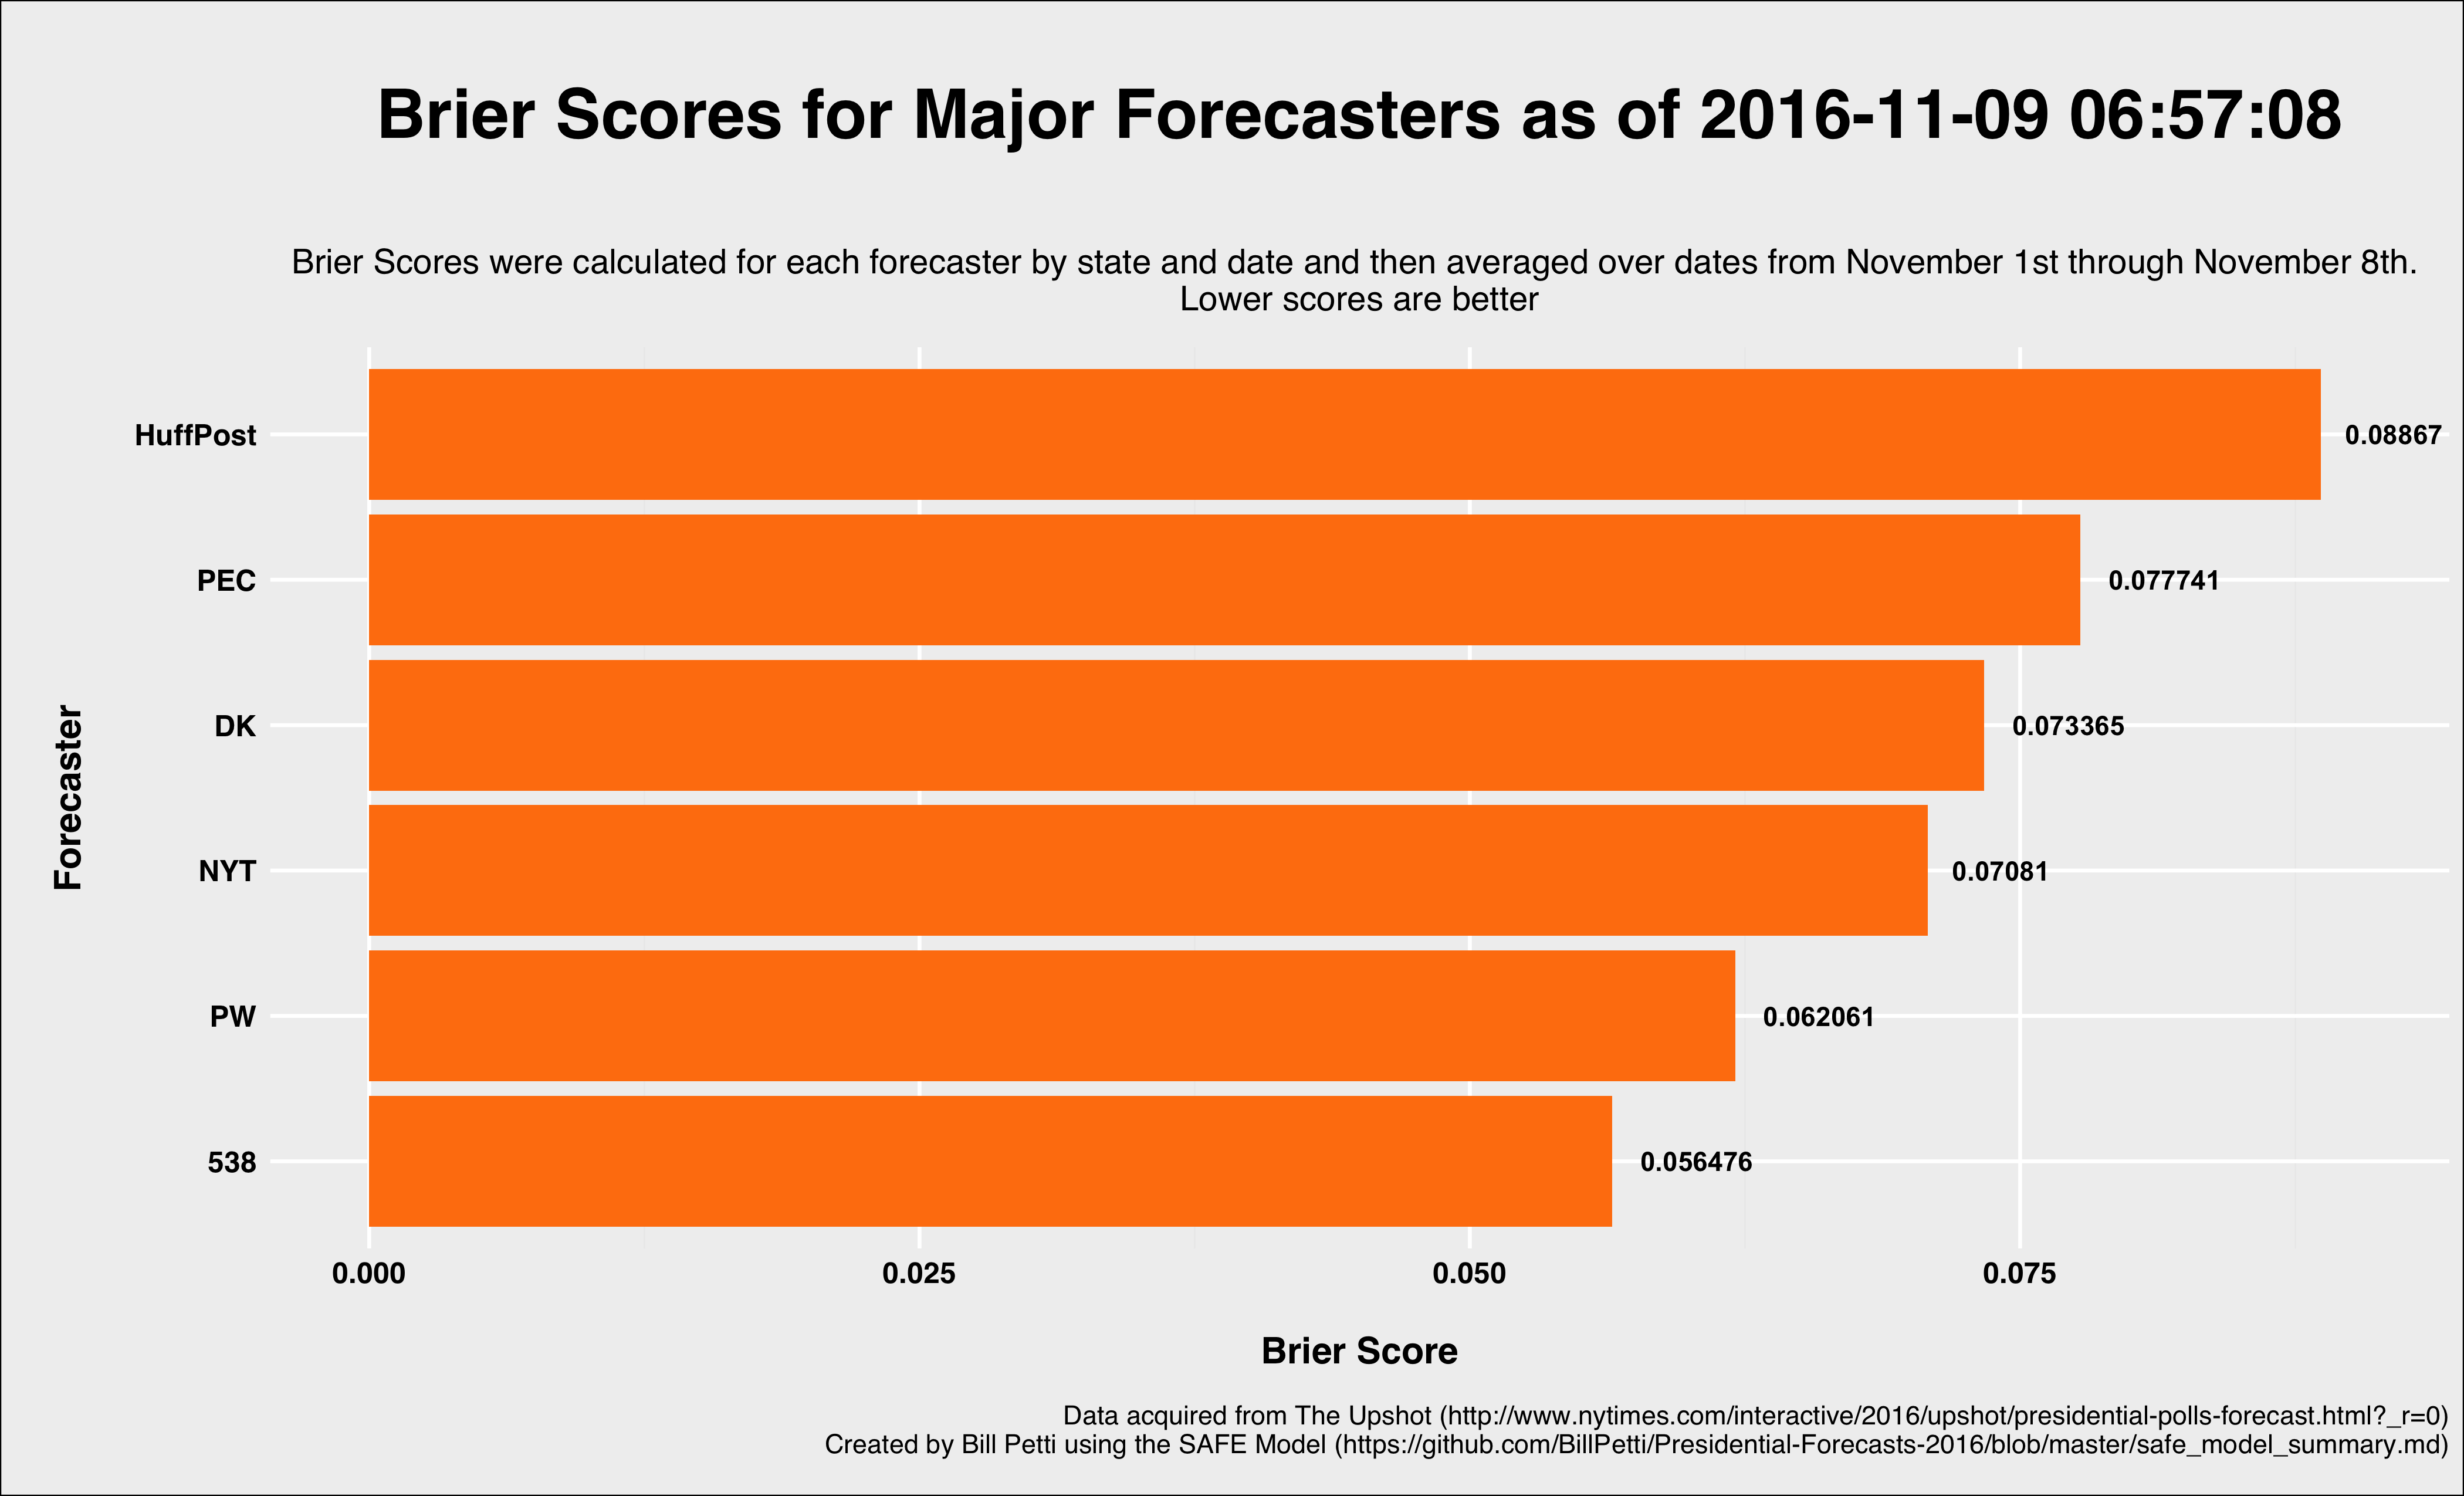 Brier Scores for Major Forecasters as of 2016-11-09 06:57:08
Brier Scores were calculated for each forecaster by state and date and then averaged over dates from November 1st through November 8th.
Lower scores are better
Forecaster
HuffPost 0.08867
PEC 0.077741
DK 0.073365
NYT 0.07081
PW 0.062061
538 0.056476
0.000 0.025 0.050 0.075
Brier Score
Data acquired from The Upshot (http://www.nytimes.com/interactive/2016/upshot/presidential-polls-forecast.html?_r=0)
Created by Bill Petti using the SAFE Model (https://github.com/BillPetti/Presidential-Forecasts-2016/blob/master/safe_model_summary.md)